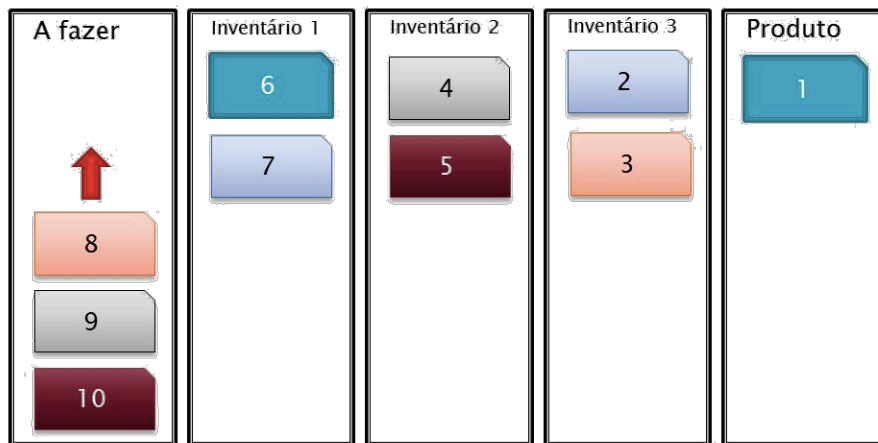 A fazer
8
9
10
Inventário 1
6
7
Inventário 2
4
5
Inventário 3
2
3
Produto
1